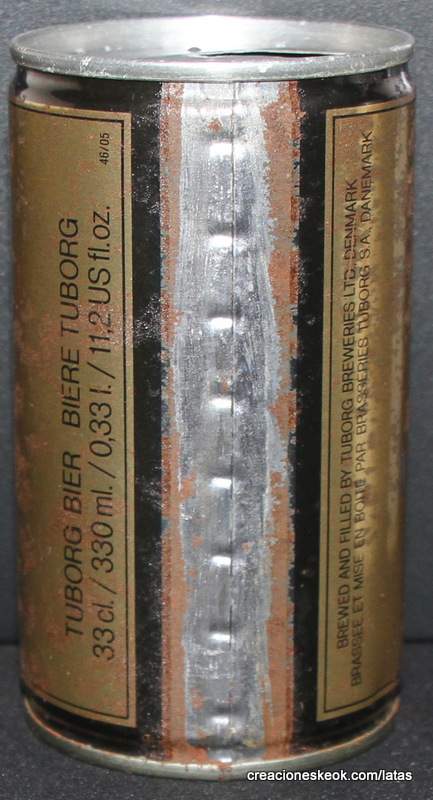 TUBORG BIER BIERE TUBORG
33 cl. / 330 ml. / 0,33 l. / 11,2 US fl.oz.
46/05
BREWED AND FILLED BY TUBORG BREWERIES LTD. DENMARK
BRASSEE ET MISE EN BOITE PAR BRASSERIES TUBORG S.A., DANEMARK
creacioneskeok.com/latas